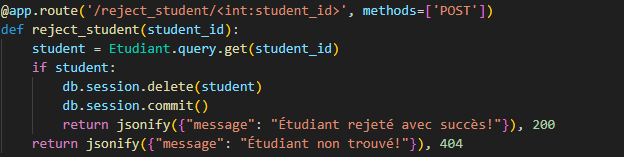 @app.route('/reject_student/<int:student_id>', methods=['POST'])
def reject_student(student_id):
    student = Etudiant.query.get(student_id)
    if student:
        db.session.delete(student)
        db.session.commit()
        return jsonify({"message": "Étudiant rejeté avec succès!"}), 200
    return jsonify({"message": "Étudiant non trouvé!"}), 404